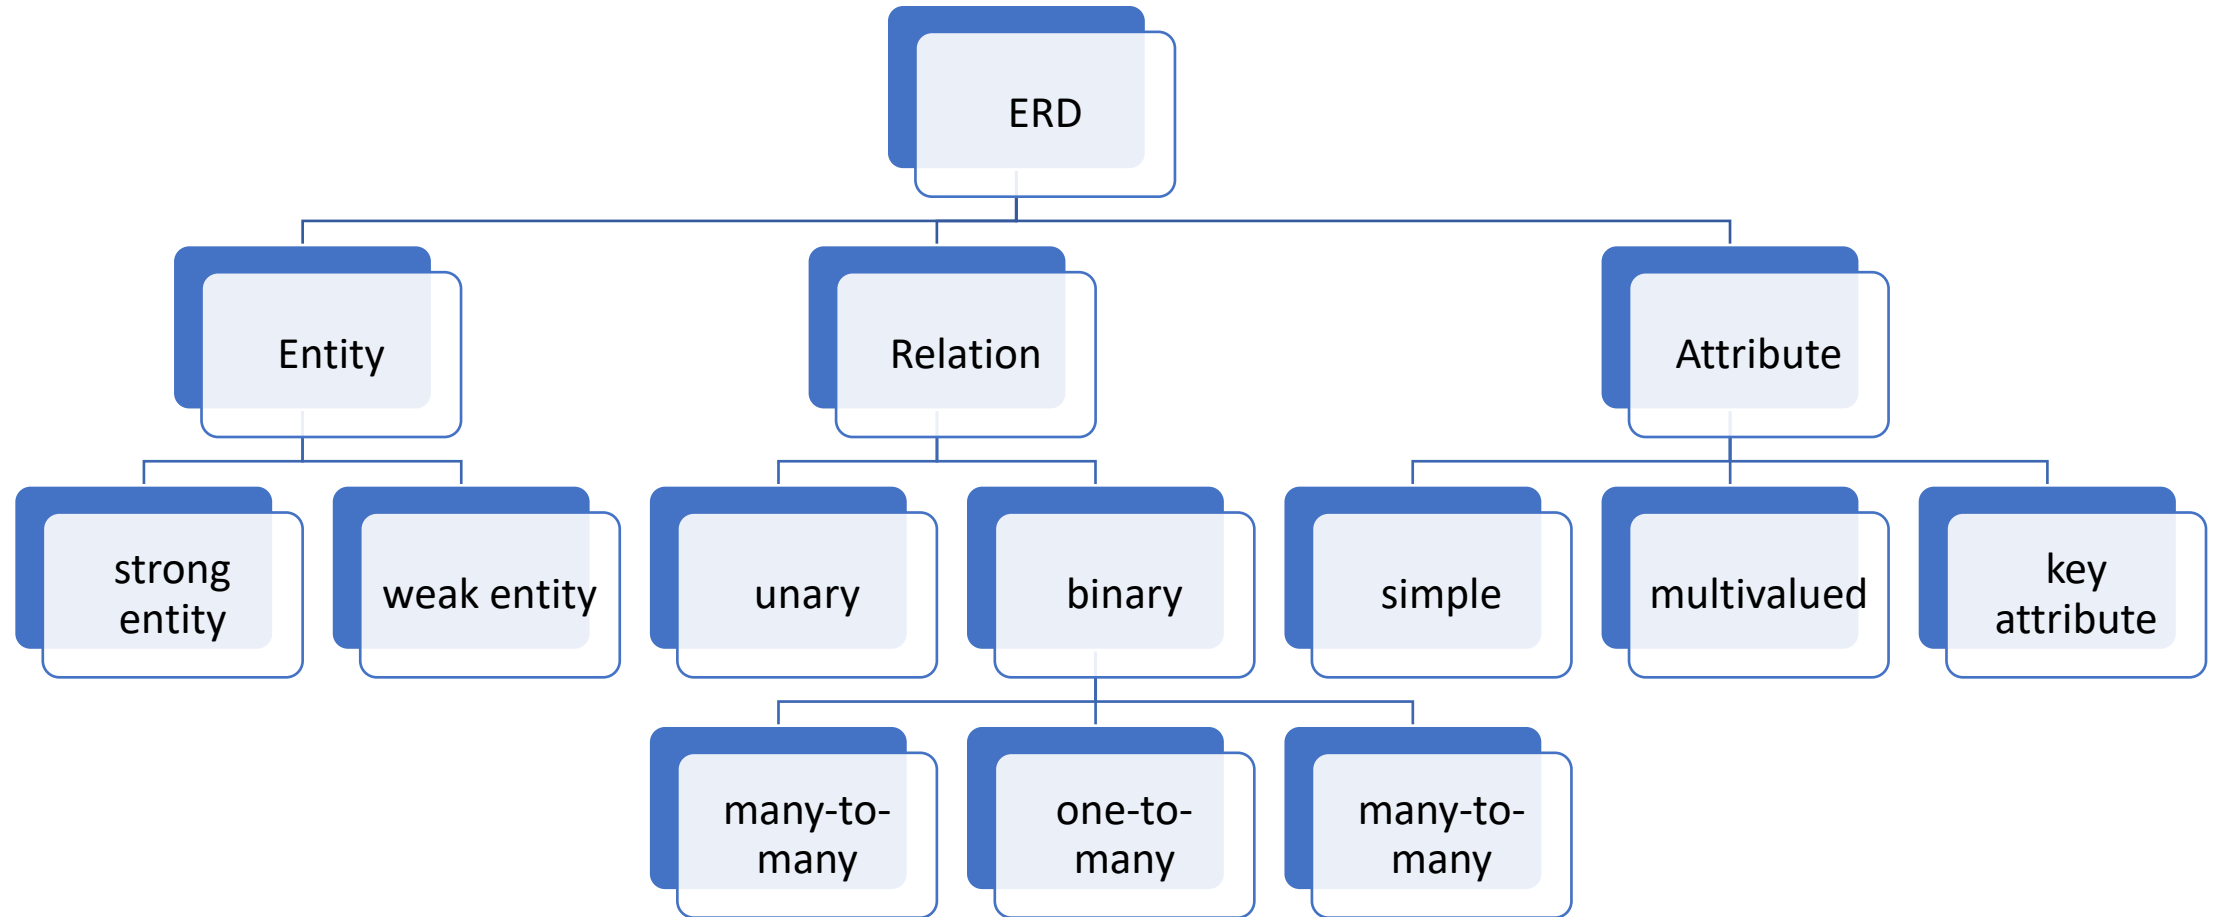 ERD
Entity
Relation
Attribute
strong
entity
weak entity
unary
binary
simple
multivalued
key
attribute
many-to-
many
one-to-
many
many-to-
many